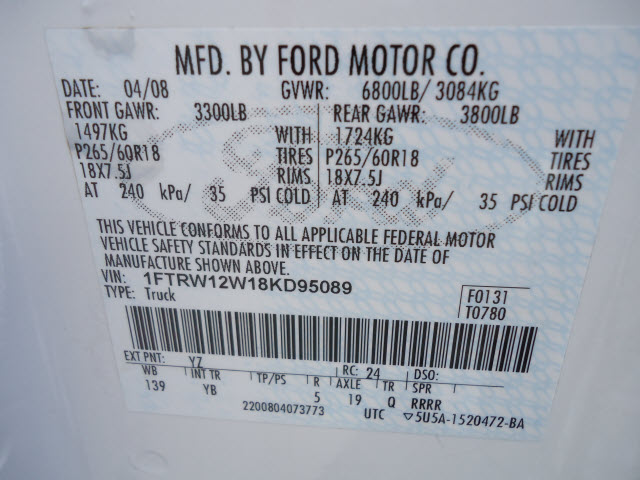 MFD. BY FORD MOTOR CO.
DATE: 04/08 GVWR: 6800LB/ 3084KG
FRONT GAWR: 3300LB REAR GAWR: 3800LB
1497KG WITH 1724KG WITH
P265/60R18 TIRES P265/60R18 TIRES
18X7.5J RIMS 18X7.5J RIMS
AT 240 kPa/ 35 PSI COLD AT 240 kPa/ 35 PSI COLD
THIS VEHICLE CONFORMS TO ALL APPLICABLE FEDERAL MOTOR
VEHICLE SAFETY STANDARDS IN EFFECT ON THE DATE OF
MANUFACTURE SHOWN ABOVE.
VIN: 1FTRW12W18KD95089
TYPE: Truck
F0131
T0780
EXT PNT: YZ RC: 24 DSO:
WB INT TR TP/PS R AXLE TR SPR
139 YB 5 19 Q RRRR
2200804073773 UTC ▽5U5A-1520472-BA
Ford